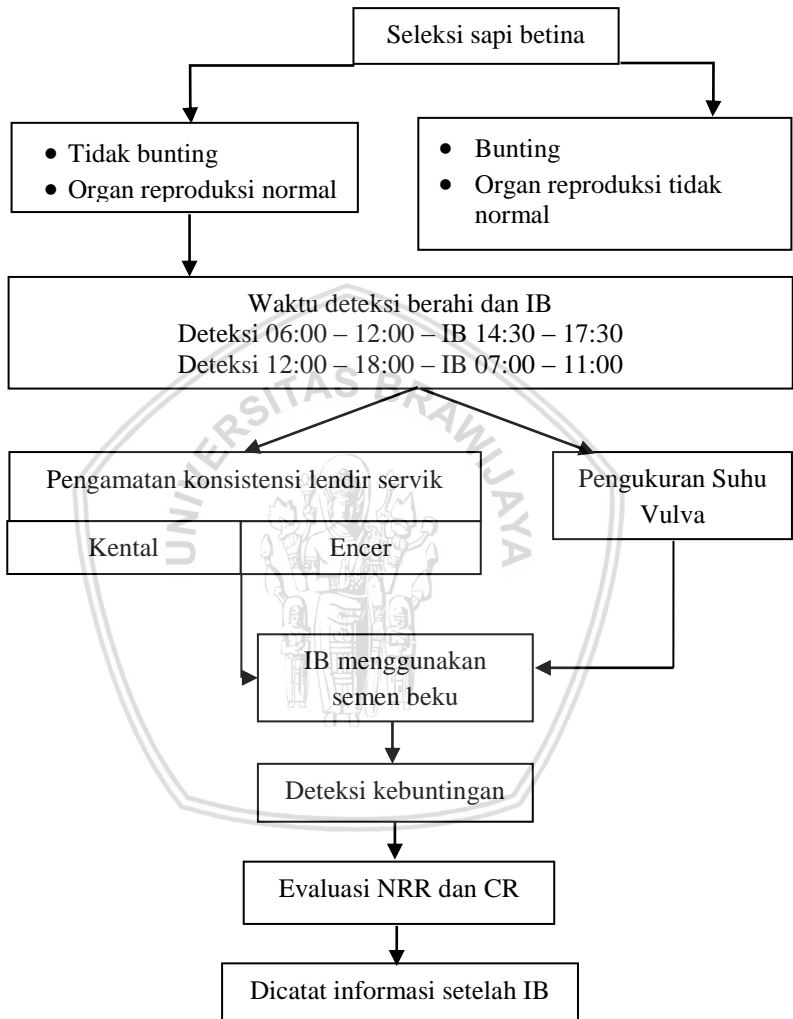 Seleksi sapi betina
• Tidak bunting
• Organ reproduksi normal
• Bunting
• Organ reproduksi tidak
normal
Waktu deteksi berahi dan IB
Deteksi 06:00 – 12:00 – IB 14:30 – 17:30
Deteksi 12:00 – 18:00 – IB 07:00 – 11:00
UNIVERSITAS BRAWIJAYA
Pengamatan konsistensi lendir servik
Kental
Encer
Pengukuran Suhu
Vulva
IB menggunakan
semen beku
Deteksi kebuntingan
Evaluasi NRR dan CR
Dicatat informasi setelah IB